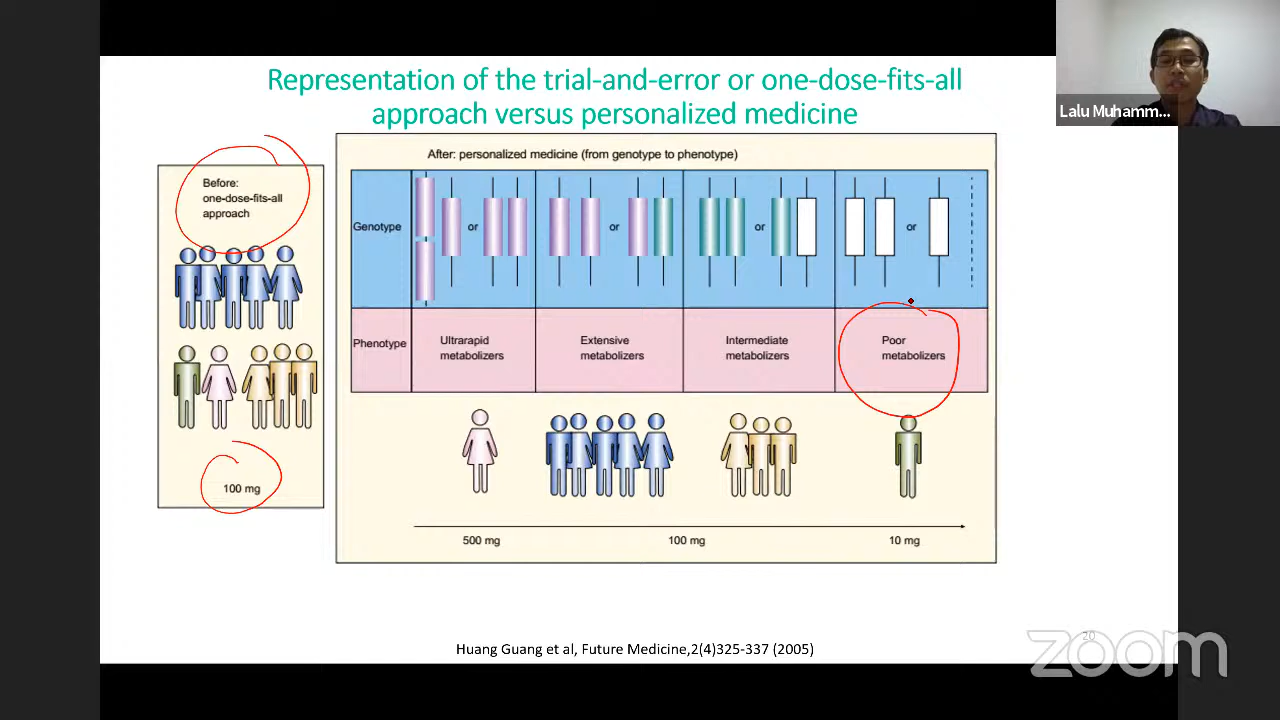 Representation of the trial-and-error or one-dose-fits-all
approach versus personalized medicine
Lalu Muhamm...
Before:
one-dose-fits-all
approach
100 mg
After: personalized medicine (from genotype to phenotype)
Genotype
or
or
or
or
Phenotype
Ultrarapid
metabolizers
Extensive
metabolizers
Intermediate
metabolizers
Poor
metabolizers
500 mg
100 mg
10 mg
Huang Guang et al, Future Medicine,2(4)325-337 (2005)
20
zoom